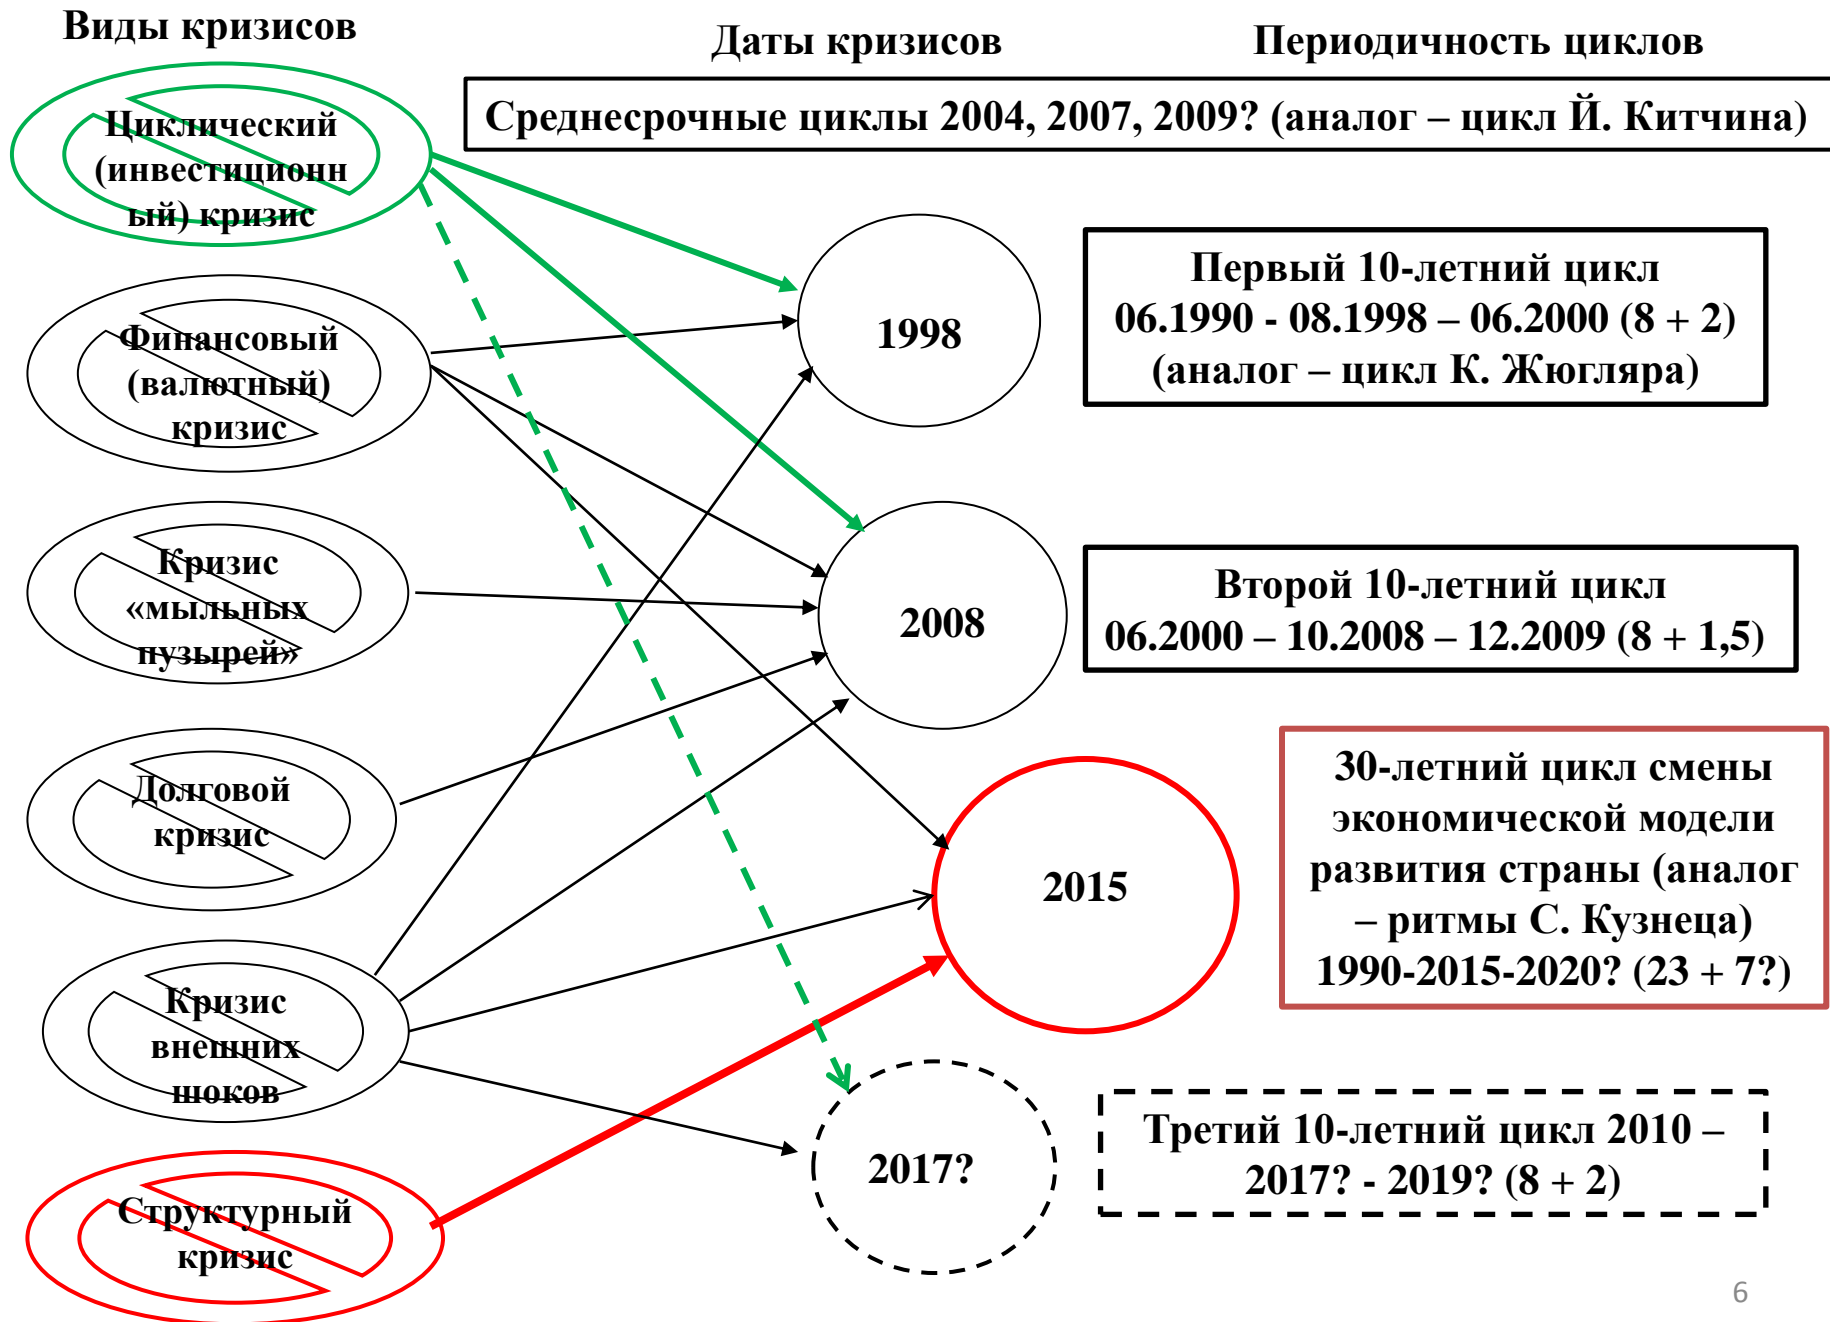 Виды кризисов
Даты кризисов
Периодичность циклов
Среднесрочные циклы 2004, 2007, 2009? (аналог – цикл Й. Китчина)
Циклический
(инвестиционн
ый) кризис
Финансовый
(валютный)
кризис
Кризис
«мыльных
пузырей»
Долговой
кризис
Кризис
внешних
шоков
Структурный
кризис
1998
2008
2015
2017?
Первый 10-летний цикл
06.1990 - 08.1998 – 06.2000 (8 + 2)
(аналог – цикл К. Жюгляра)
Второй 10-летний цикл
06.2000 – 10.2008 – 12.2009 (8 + 1,5)
30-летний цикл смены
экономической модели
развития страны (аналог
– ритмы С. Кузнеца)
1990-2015-2020? (23 + 7?)
Третий 10-летний цикл 2010 –
2017? - 2019? (8 + 2)
6